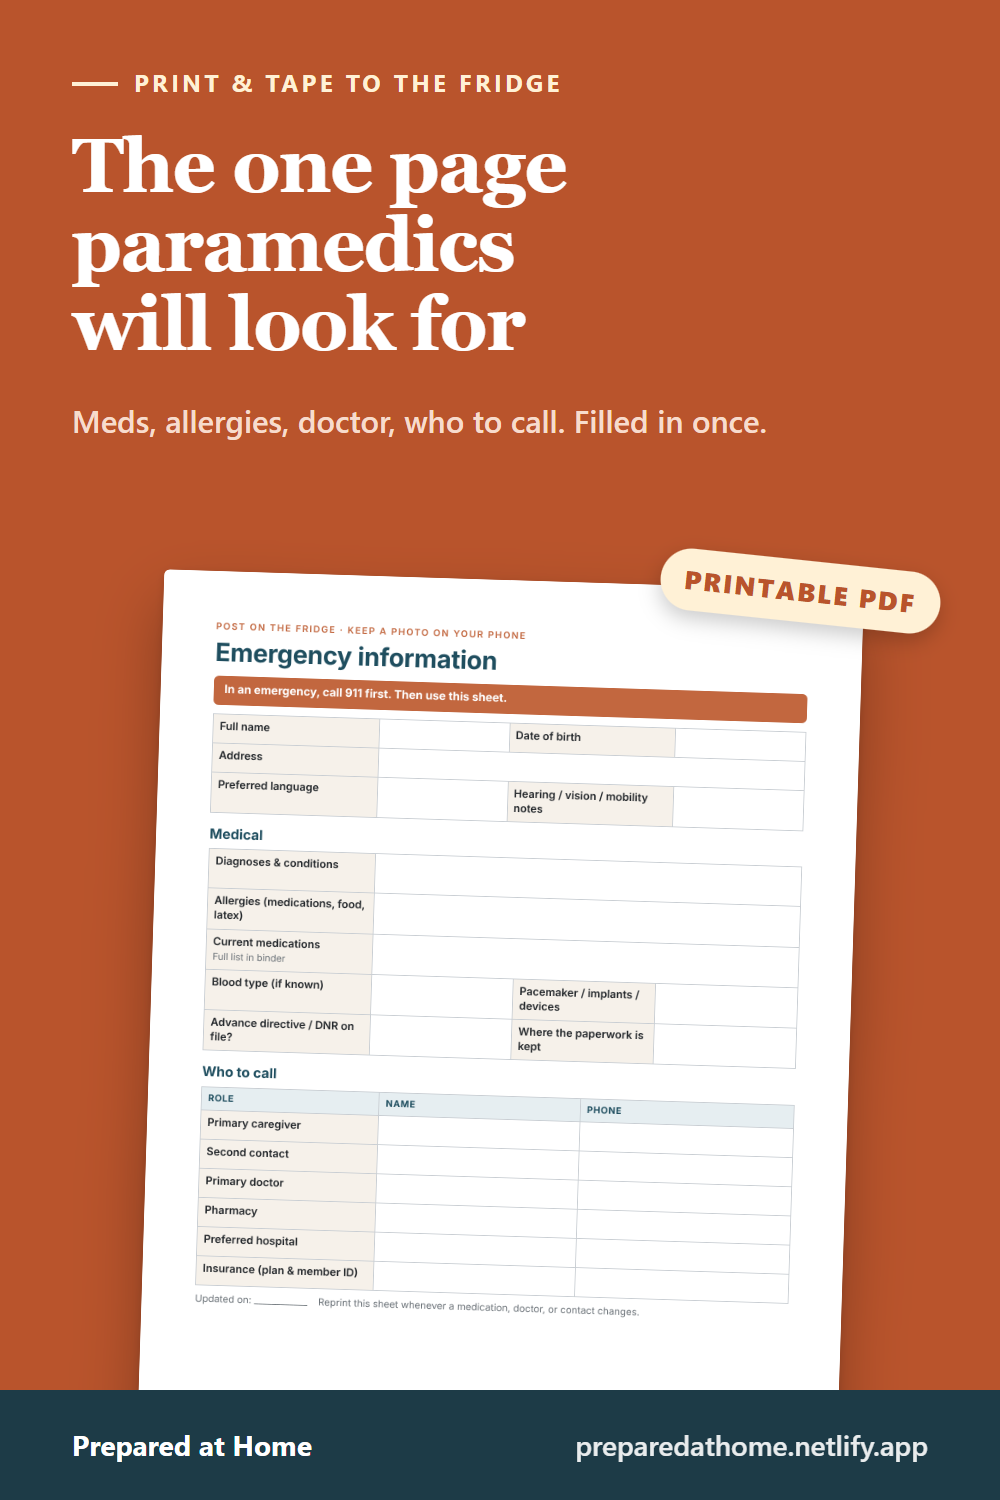 PRINT & TAPE TO THE FRIDGE
The one page
paramedics
will look for
Meds, allergies, doctor, who to call. Filled in once.
PRINTABLE PDF
POST ON THE FRIDGE · KEEP A PHOTO ON YOUR PHONE
Emergency information
In an emergency, call 911 first. Then use this sheet.
Full name
Date of birth
Address
Preferred language
Hearing / vision / mobility
notes
Medical
Diagnoses & conditions
Allergies (medications, food,
latex)
Current medications
Full list in binder
Blood type (if known)
Pacemaker / implants /
devices
Advance directive / DNR on
file?
Where the paperwork is
kept
Who to call
ROLE NAME PHONE
Primary caregiver
Second contact
Primary doctor
Pharmacy
Preferred hospital
Insurance (plan & member ID)
Updated on: __________ Reprint this sheet whenever a medication, doctor, or contact changes.
Prepared at Home
preparedathome.netlify.app